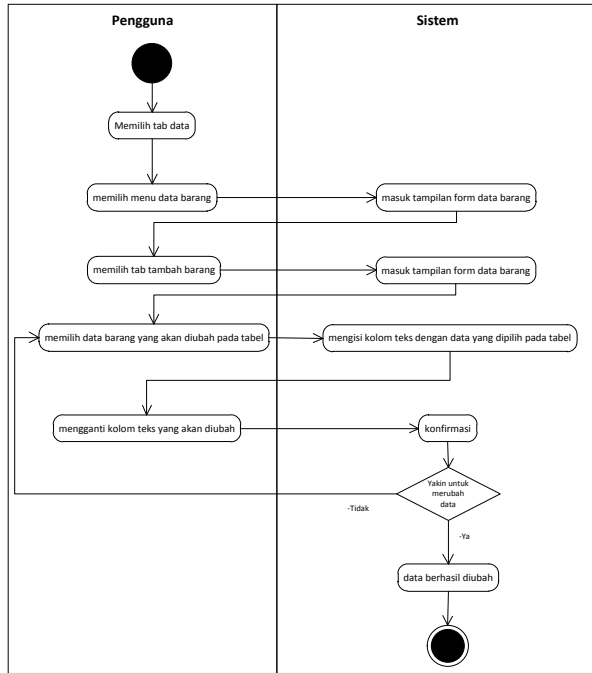 Pengguna
Sistem
Memilih tab data
memilih menu data barang
masuk tampilan form data barang
memilih tab tambah barang
masuk tampilan form data barang
memilih data barang yang akan diubah pada tabel
mengisi kolom teks dengan data yang dipilih pada tabel
mengganti kolom teks yang akan diubah
konfirmasi
Yakin untuk
merubah
data
-Tidak
-Ya
data berhasil diubah